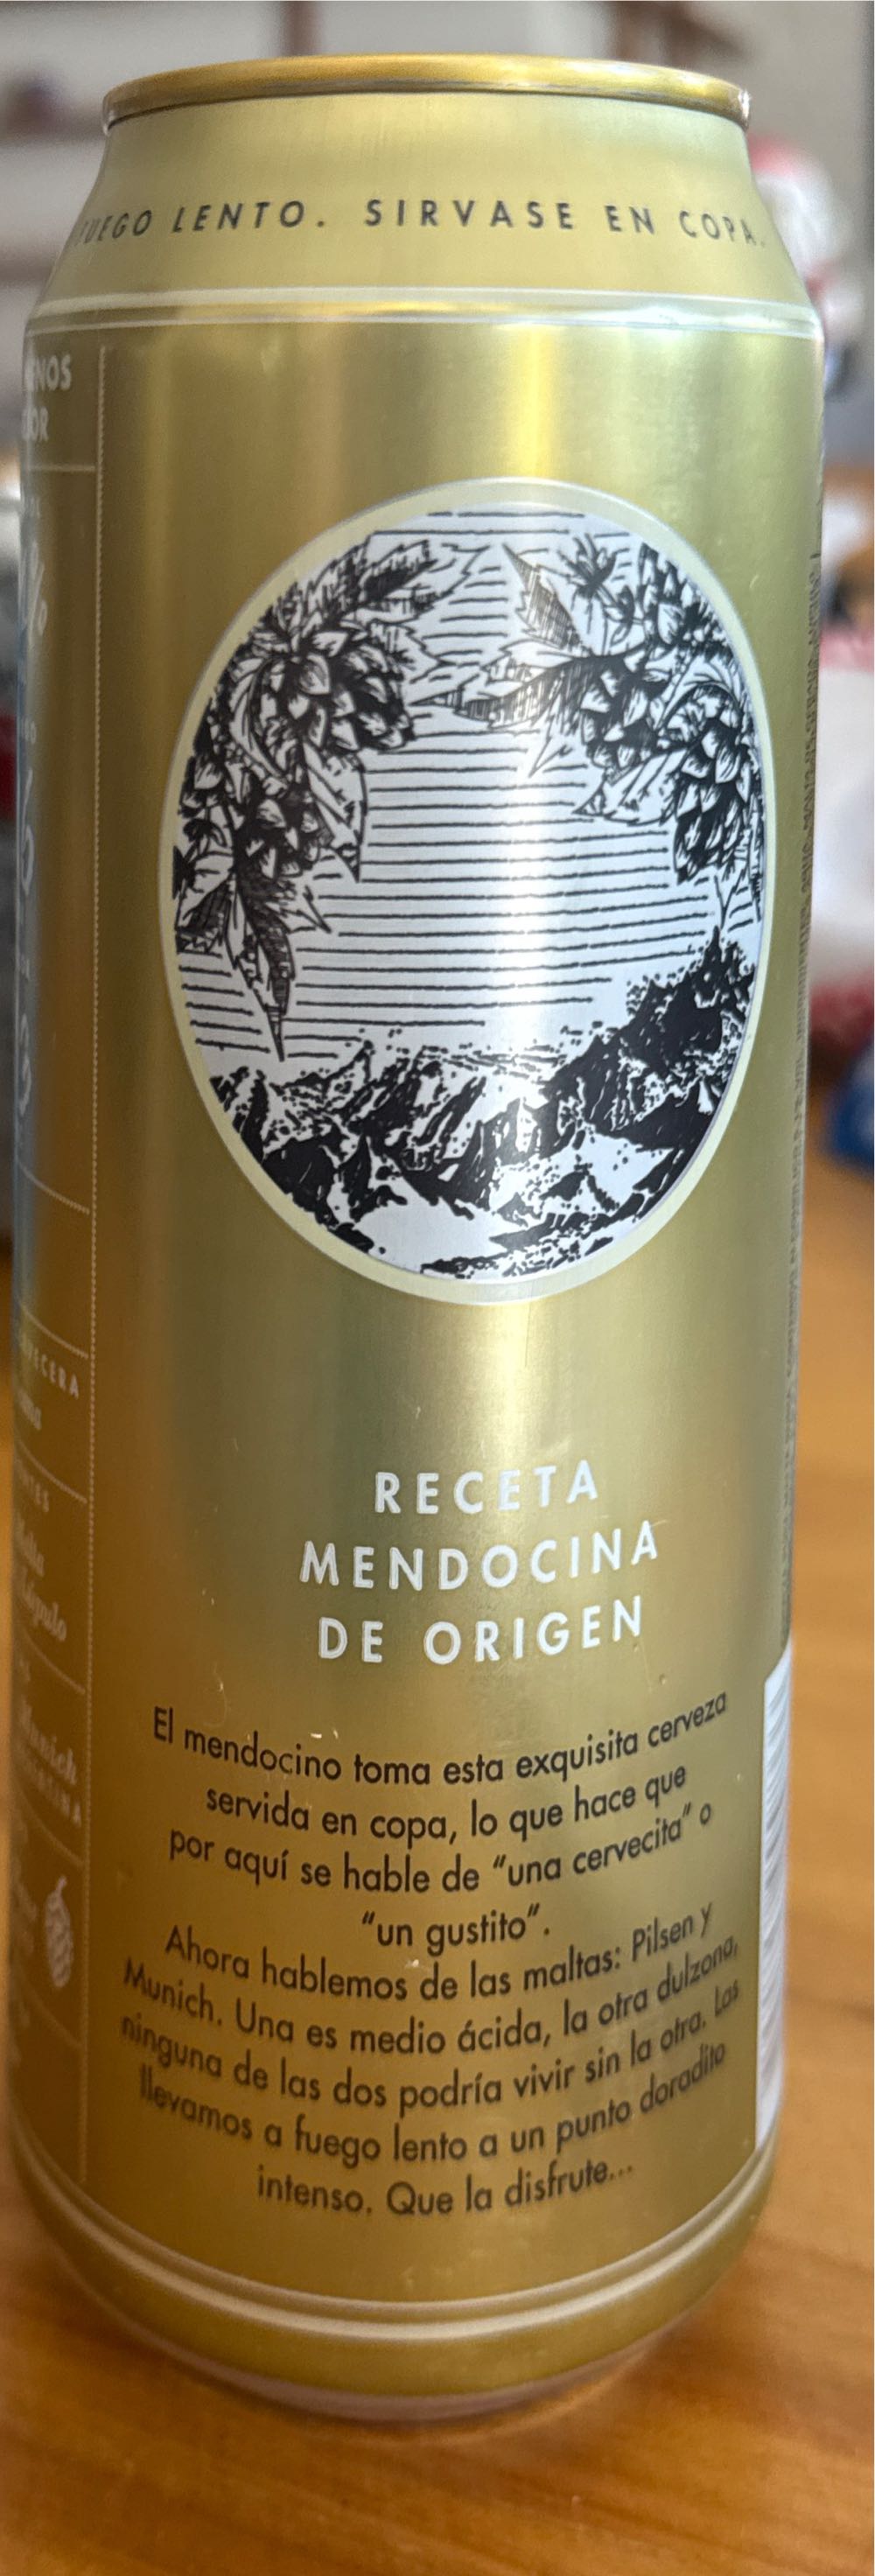 FUEGO LENTO. SIRVASE EN COPA.
RECETA
MENDOCINA
DE ORIGEN
El mendocino toma esta exquisita cerveza
servida en copa, lo que hace que
por aquí se hable de “una cervecita” o
“un gustito”.
Ahora hablemos de las maltas: Pilsen y
Munich. Una es medio ácida, la otra dulzona,
ninguna de las dos podría vivir sin la otra. Las
llevamos a fuego lento a un punto doradito
intenso. Que la disfrute...